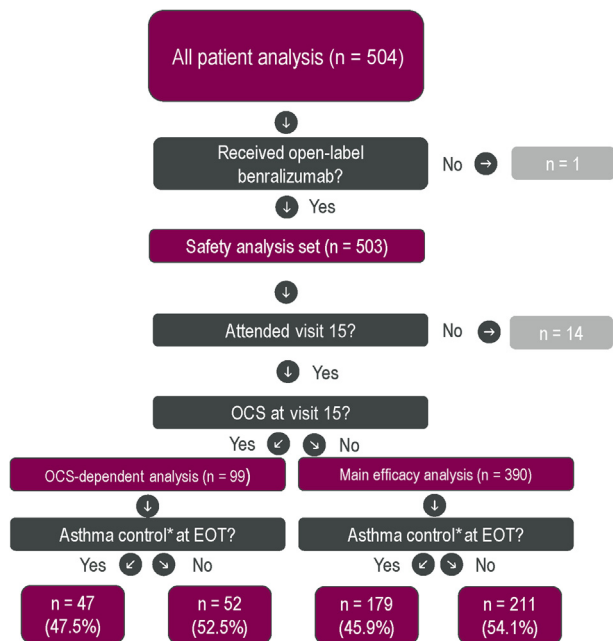 All patient analysis (n = 504)
Received open-label
benralizumab?
No
n = 1
Yes
Safety analysis set (n = 503)
Attended visit 15?
No
n = 14
Yes
OCS at visit 15?
Yes
No
OCS-dependent analysis (n = 99)
Main efficacy analysis (n = 390)
Asthma control* at EOT?
Asthma control* at EOT?
Yes
No
Yes
No
n = 47
(47.5%)
n = 52
(52.5%)
n = 179
(45.9%)
n = 211
(54.1%)